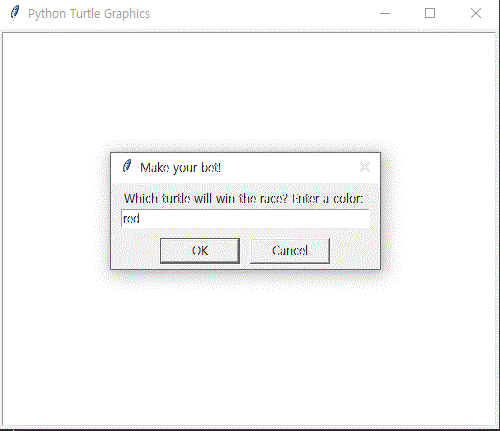 Python Turtle Graphics
Make your bet!
Which turtle will win the race? Enter a color:
red
OK
Cancel